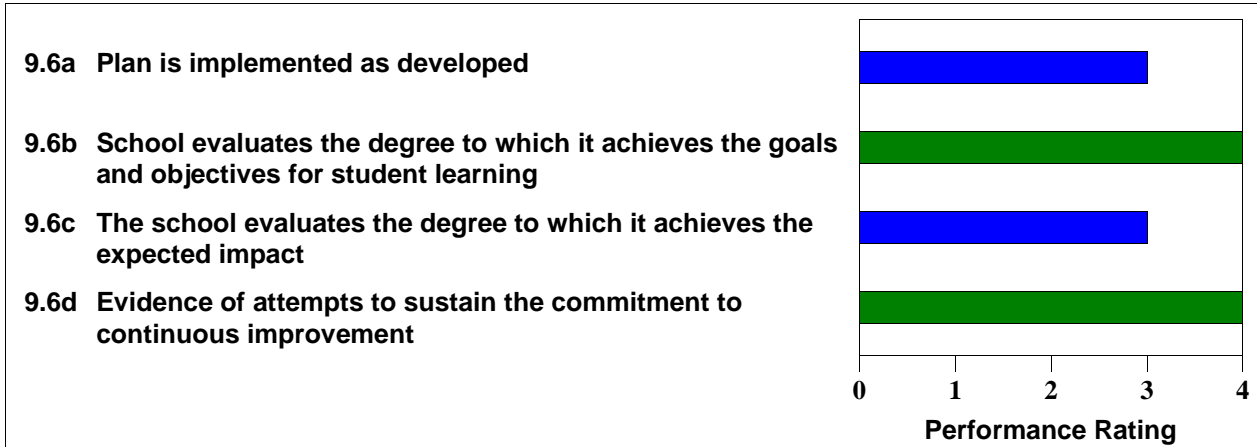 9.6a Plan is implemented as developed
9.6b School evaluates the degree to which it achieves the goals
and objectives for student learning
9.6c The school evaluates the degree to which it achieves the
expected impact
9.6d Evidence of attempts to sustain the commitment to
continuous improvement
0 1 2 3 4
Performance Rating